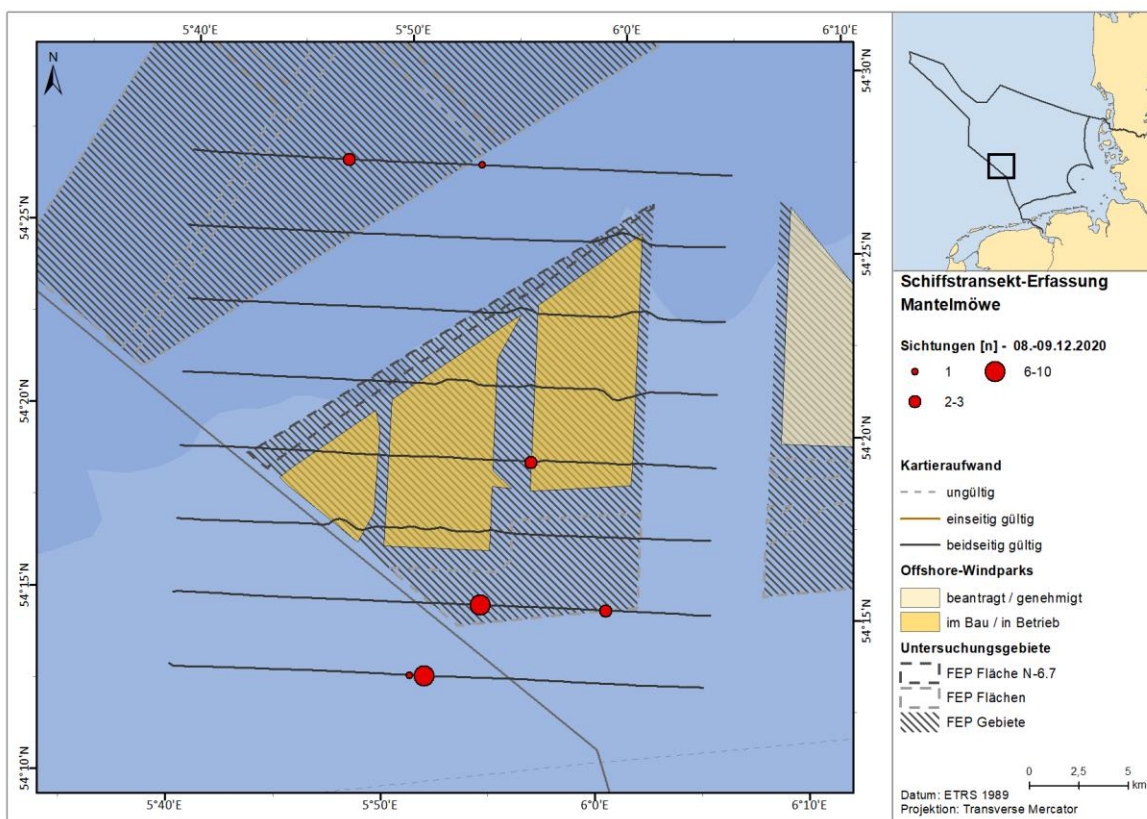 5°40'E 5°50'E 6°0'E 6°10'E
N
54°30'N
54°25'N
54°25'N
54°20'N
54°20'N
54°15'N
54°15'N
54°10'N
5°40'E 5°50'E 6°0'E 6°10'E
Schiffstransekt-Erfassung
Mantelmöwe
Sichtungen [n] - 08.-09.12.2020
1 6-10
2-3
Kartieraufwand
ungültig
einseitig gültig
beidseitig gültig
Offshore-Windparks
beantragt / genehmigt
im Bau / in Betrieb
Untersuchungsgebiete
FEP Fläche N-6.7
FEP Flächen
FEP Gebiete
0 2,5 5
km
Datum: ETRS 1989
Projektion: Transverse Mercator